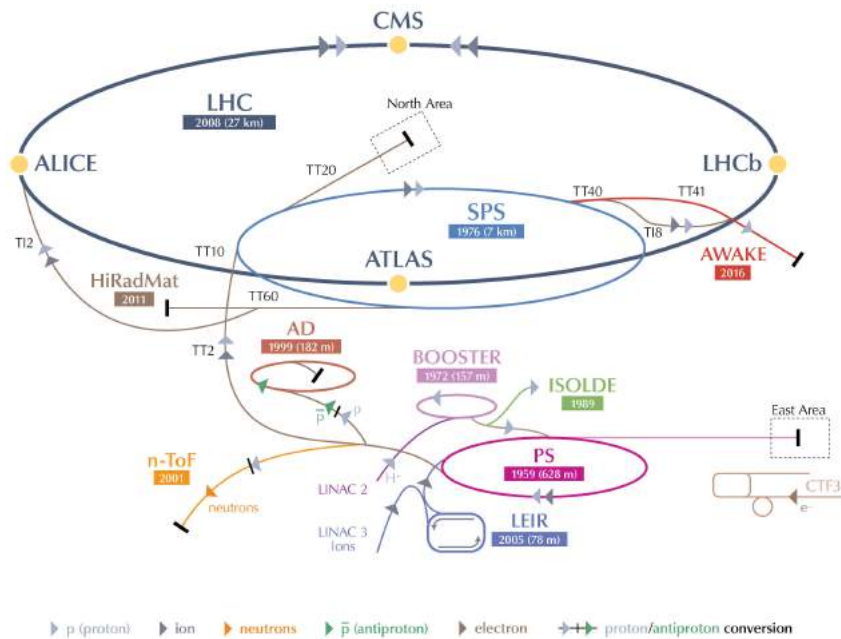 CMS
LHC
2008 (27 km)
North Area
ALICE
TT20
LHCb
TT40
TT41
SPS
1976 (7 km)
TI8
TI2
TT10
ATLAS
AWAKE
2016
HiRadMat
2011
TT60
AD
1999 (182 m)
TT2
BOOSTER
1972 (157 m)
ISOLDE
1989
p
p̅
East Area
n-ToF
2001
PS
1959 (628 m)
H⁺
LINAC 2
neutrons
CTF3
e⁻
LINAC 3
Ions
LEIR
2005 (78 m)
p (proton)
ion
neutrons
p̅ (antiproton)
electron
proton/antiproton conversion